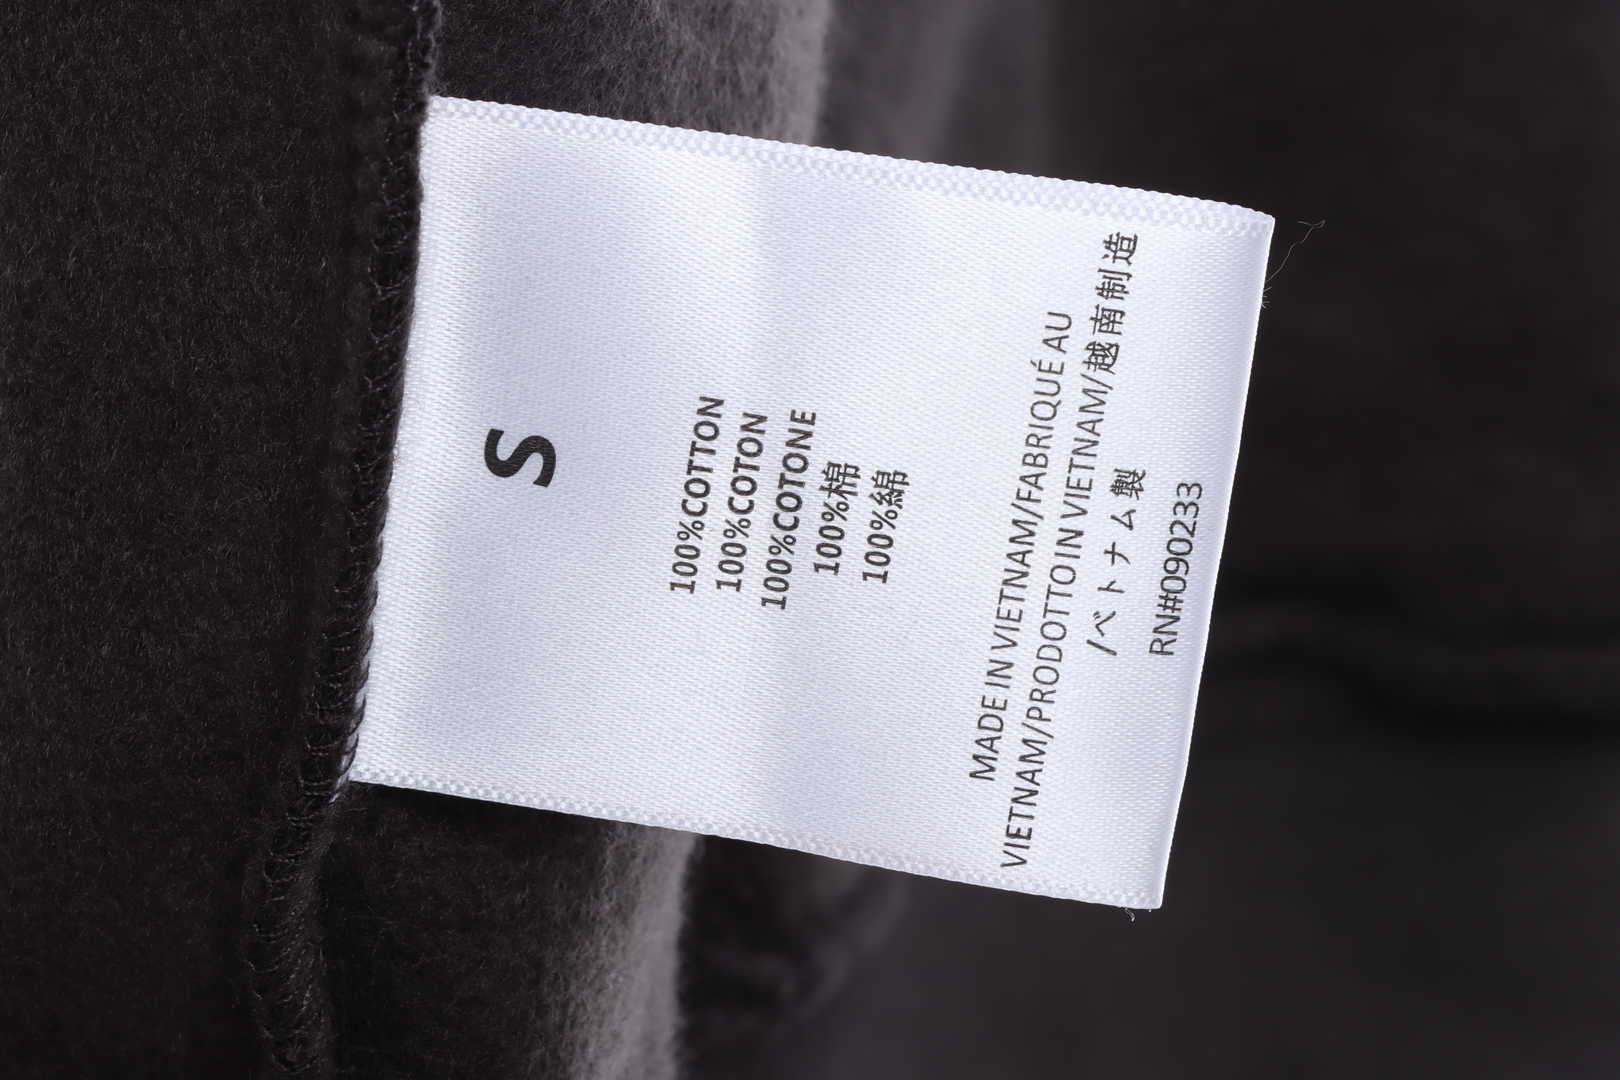 S
100%COTTON
100%COTON
100%COTONE
100%棉
100%綿
MADE IN VIETNAM/FABRIQUÉ AU
VIETNAM/PRODOTTO IN VIETNAM/越南制造
/ベトナム製
RN#090233